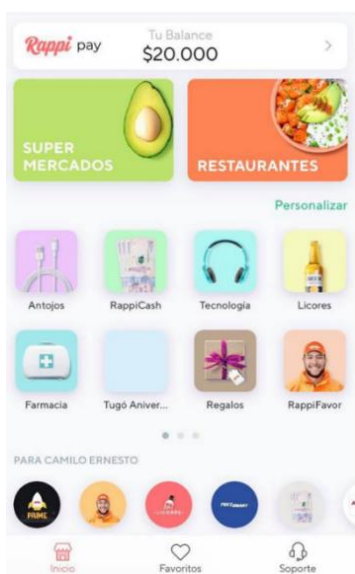 Rappi pay
Tu Balance
$20.000
SUPER
MERCADOS
RESTAURANTES
Personalizar
Antojos
RappiCash
Tecnología
Licores
Farmacia
Tugó Aniver...
Regalos
RappiFavor
PARA CAMILO ERNESTO
PRIME
Inicio
Favoritos
Soporte